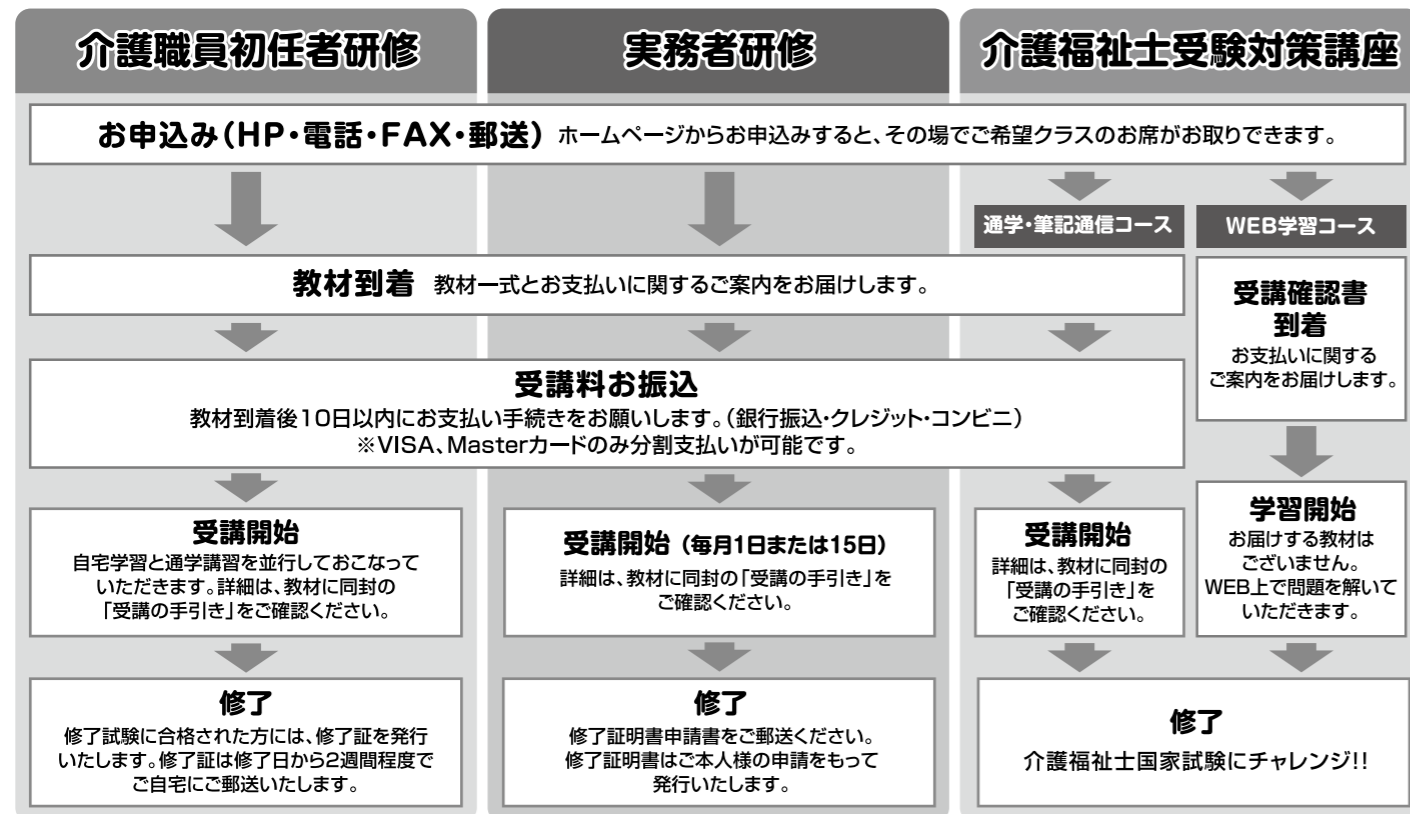 介護職員初任者研修
実務者研修
介護福祉士受験対策講座
お申込み(HP・電話・FAX・郵送) ホームページからお申込みすると、その場でご希望クラスのお席がお取りできます。
通学・筆記通信コース
WEB学習コース
教材到着 教材一式とお支払いに関するご案内をお届けします。
受講確認書
到着
お支払いに関する
ご案内をお届けします。
受講料お振込
教材到着後10日以内にお支払い手続きをお願いします。(銀行振込・クレジット・コンビニ)
※VISA、Masterカードのみ分割支払いが可能です。
受講開始
自宅学習と通学講習を並行しておこなって
いただきます。詳細は、教材に同封の
「受講の手引き」をご確認ください。
受講開始(毎月1日または15日)
詳細は、教材に同封の「受講の手引き」を
ご確認ください。
受講開始
詳細は、教材に同封の
「受講の手引き」を
ご確認ください。
学習開始
お届けする教材は
ございません。
WEB上で問題を解いて
いただきます。
修了
修了試験に合格された方には、修了証を発行
いたします。修了証は修了日から2週間程度で
ご自宅にご郵送いたします。
修了
修了証明書申請書をご郵送ください。
修了証明書はご本人様の申請をもって
発行いたします。
修了
介護福祉士国家試験にチャレンジ!!